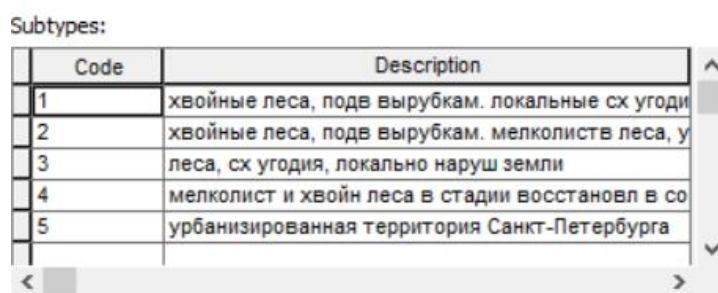 Subtypes:
Code Description
1 хвойные леса, подв вырубкам. локальные сх угоди
2 хвойные леса, подв вырубкам. мелколиств леса, у
3 леса, сх угодия, локально наруш земли
4 мелколист и хвойн леса в стадии восстановл в со
5 урбанизированная территория Санкт-Петербурга